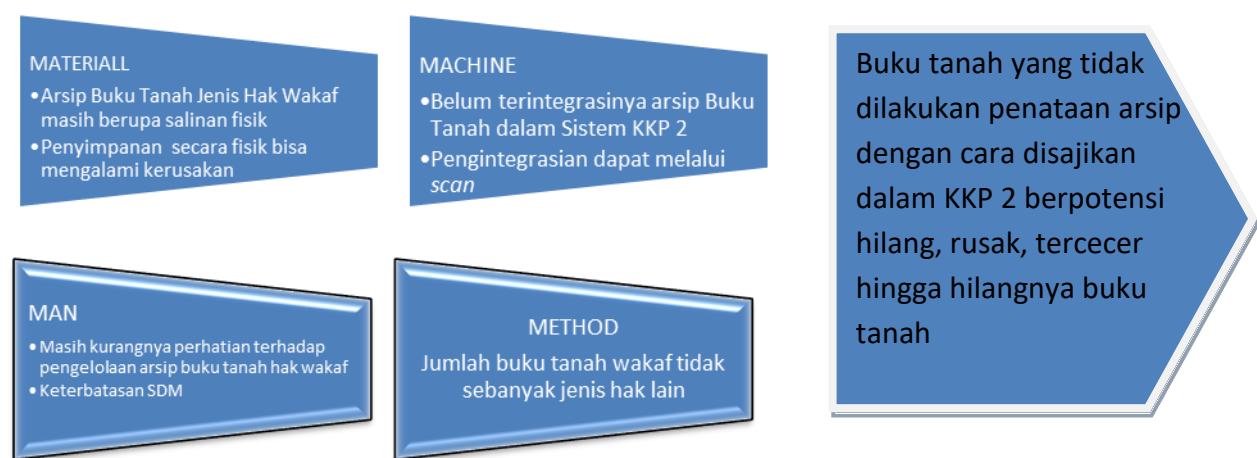 MATERIALL
•Arsip Buku Tanah Jenis Hak Wakaf
masih berupa salinan fisik
•Penyimpanan secara fisik bisa
mengalami kerusakan
MACHINE
•Belum terintegrasinya arsip Buku
Tanah dalam Sistem KKP 2
•Pengintegrasian dapat melalui
scan
MAN
•Masih kurangnya perhatian terhadap
pengelolaan arsip buku tanah hak wakaf
•Keterbatasan SDM
METHOD
Jumlah buku tanah wakaf tidak
sebanyak jenis hak lain
Buku tanah yang tidak
dilakukan penataan arsip
dengan cara disajikan
dalam KKP 2 berpotensi
hilang, rusak, tercecer
hingga hilangnya buku
tanah